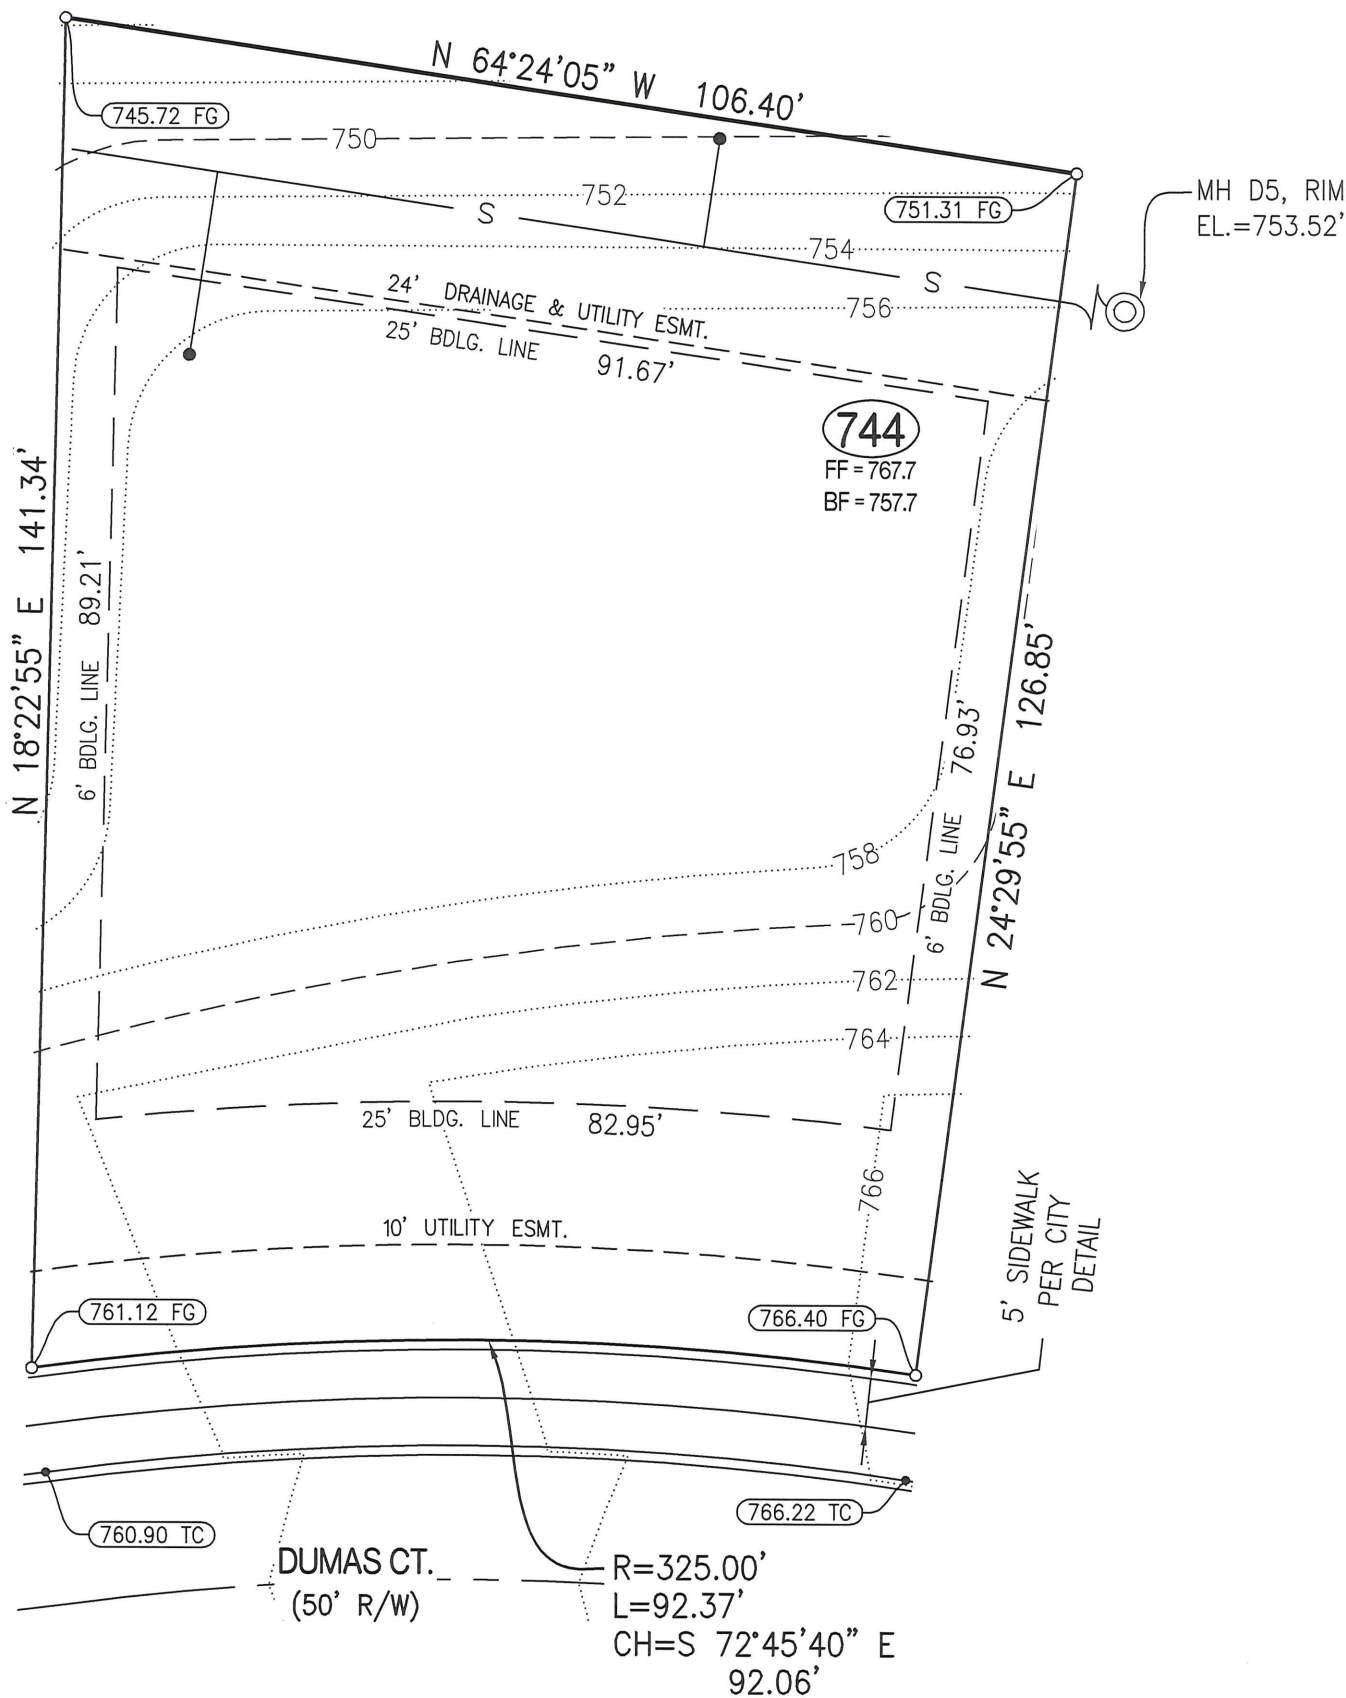 N 64°24'05" W 106.40'
745.72 FG
750
752
S
751.31 FG
MH D5, RIM
EL.=753.52'
754
S
24' DRAINAGE & UTILITY ESMT.
756
25' BDLG. LINE 91.67'
744
FF = 767.7
BF = 757.7
N 18°22'55" E 141.34'
6' BDLG. LINE 89.21'
76.93'
6' BDLG. LINE
N 24°29'55" E 126.85'
758
760
762
764
25' BLDG. LINE 82.95'
766
10' UTILITY ESMT.
5' SIDEWALK
PER CITY
DETAIL
761.12 FG
766.40 FG
760.90 TC
766.22 TC
DUMAS CT.
(50' R/W)
R=325.00'
L=92.37'
CH=S 72°45'40" E
92.06'